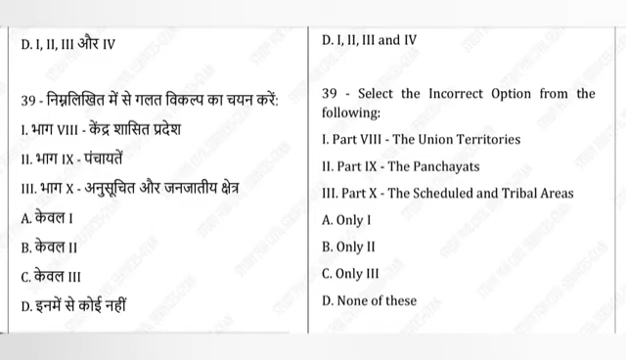 D. I, II, III और IV
39 - निम्नलिखित में से गलत विकल्प का चयन करें:
I. भाग VIII - केंद्र शासित प्रदेश
II. भाग IX - पंचायतें
III. भाग X - अनुसूचित और जनजातीय क्षेत्र
A. केवल I
B. केवल II
C. केवल III
D. इनमें से कोई नहीं
D. I, II, III and IV
39 - Select the Incorrect Option from the
following:
I. Part VIII - The Union Territories
II. Part IX - The Panchayats
III. Part X - The Scheduled and Tribal Areas
A. Only I
B. Only II
C. Only III
D. None of these